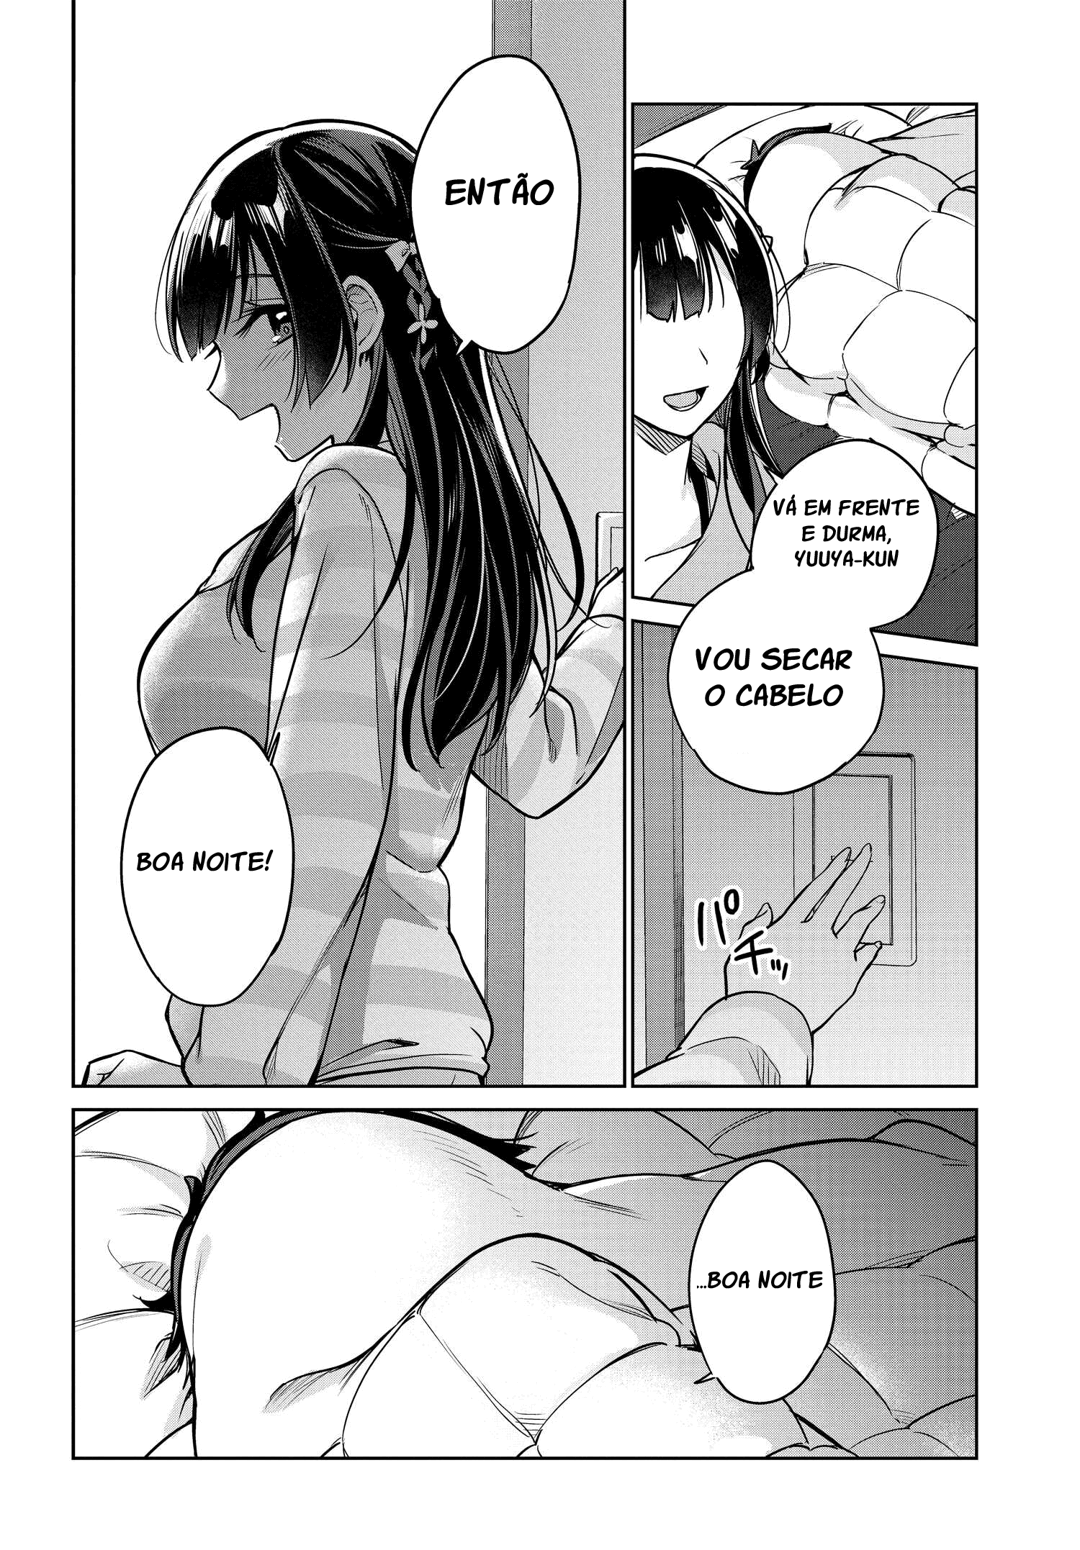 VÁ EM FRENTE
E DURMA,
YUUYA-KUN
VOU SECAR
O CABELO
パチッ
ENTÃO
BOA NOITE!
...BOA NOITE